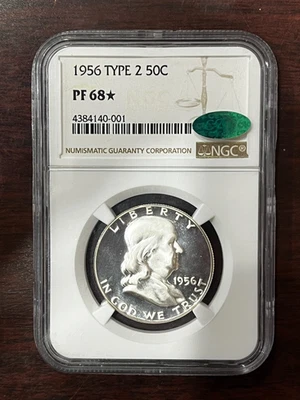 1956 TYPE 2 50C
PF 68★
4384140-001
NUMISMATIC GUARANTY CORPORATION
NGC®
LIBERTY
1956
IN GOD WE TRUST